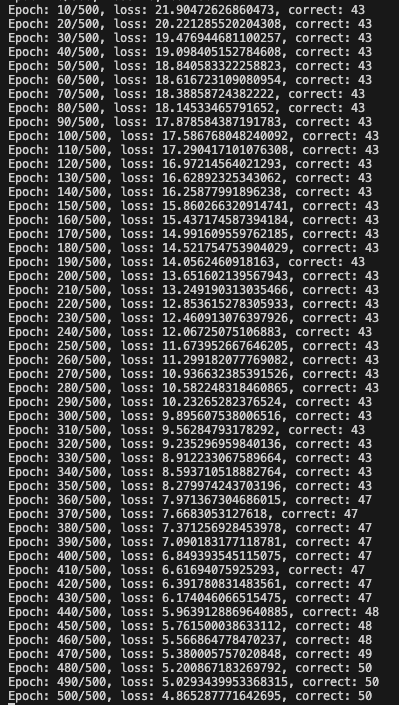 Epoch: 10/500, loss: 21.90472626860473, correct: 43
Epoch: 20/500, loss: 20.221285520204308, correct: 43
Epoch: 30/500, loss: 19.476944681100257, correct: 43
Epoch: 40/500, loss: 19.098405152784608, correct: 43
Epoch: 50/500, loss: 18.840583322258823, correct: 43
Epoch: 60/500, loss: 18.616723109080954, correct: 43
Epoch: 70/500, loss: 18.38858724382222, correct: 43
Epoch: 80/500, loss: 18.14533465791652, correct: 43
Epoch: 90/500, loss: 17.878584387191783, correct: 43
Epoch: 100/500, loss: 17.586768048240092, correct: 43
Epoch: 110/500, loss: 17.290417101076308, correct: 43
Epoch: 120/500, loss: 16.97214564021293, correct: 43
Epoch: 130/500, loss: 16.62892325343062, correct: 43
Epoch: 140/500, loss: 16.25877991896238, correct: 43
Epoch: 150/500, loss: 15.860266320914741, correct: 43
Epoch: 160/500, loss: 15.437174587394184, correct: 43
Epoch: 170/500, loss: 14.991609559762185, correct: 43
Epoch: 180/500, loss: 14.521754753904029, correct: 43
Epoch: 190/500, loss: 14.0562460918163, correct: 43
Epoch: 200/500, loss: 13.651602139567943, correct: 43
Epoch: 210/500, loss: 13.249190313035466, correct: 43
Epoch: 220/500, loss: 12.853615278305933, correct: 43
Epoch: 230/500, loss: 12.460913076397926, correct: 43
Epoch: 240/500, loss: 12.06725075106883, correct: 43
Epoch: 250/500, loss: 11.673952667646205, correct: 43
Epoch: 260/500, loss: 11.299182077769082, correct: 43
Epoch: 270/500, loss: 10.936632385391526, correct: 43
Epoch: 280/500, loss: 10.582248318460865, correct: 43
Epoch: 290/500, loss: 10.23265282376524, correct: 43
Epoch: 300/500, loss: 9.895607538006516, correct: 43
Epoch: 310/500, loss: 9.56284793178292, correct: 43
Epoch: 320/500, loss: 9.235296959840136, correct: 43
Epoch: 330/500, loss: 8.912233067589664, correct: 43
Epoch: 340/500, loss: 8.593710518882764, correct: 43
Epoch: 350/500, loss: 8.279974243703196, correct: 43
Epoch: 360/500, loss: 7.971367304686015, correct: 47
Epoch: 370/500, loss: 7.6683053127618, correct: 47
Epoch: 380/500, loss: 7.371256928453978, correct: 47
Epoch: 390/500, loss: 7.090183177118781, correct: 47
Epoch: 400/500, loss: 6.849393545115075, correct: 47
Epoch: 410/500, loss: 6.61694075925293, correct: 47
Epoch: 420/500, loss: 6.391780831483561, correct: 47
Epoch: 430/500, loss: 6.174046066515475, correct: 47
Epoch: 440/500, loss: 5.9639128869640885, correct: 48
Epoch: 450/500, loss: 5.761500038633112, correct: 48
Epoch: 460/500, loss: 5.566864778470237, correct: 48
Epoch: 470/500, loss: 5.380005757020848, correct: 49
Epoch: 480/500, loss: 5.200867183269792, correct: 50
Epoch: 490/500, loss: 5.0293439953368315, correct: 50
Epoch: 500/500, loss: 4.865287771642695, correct: 50